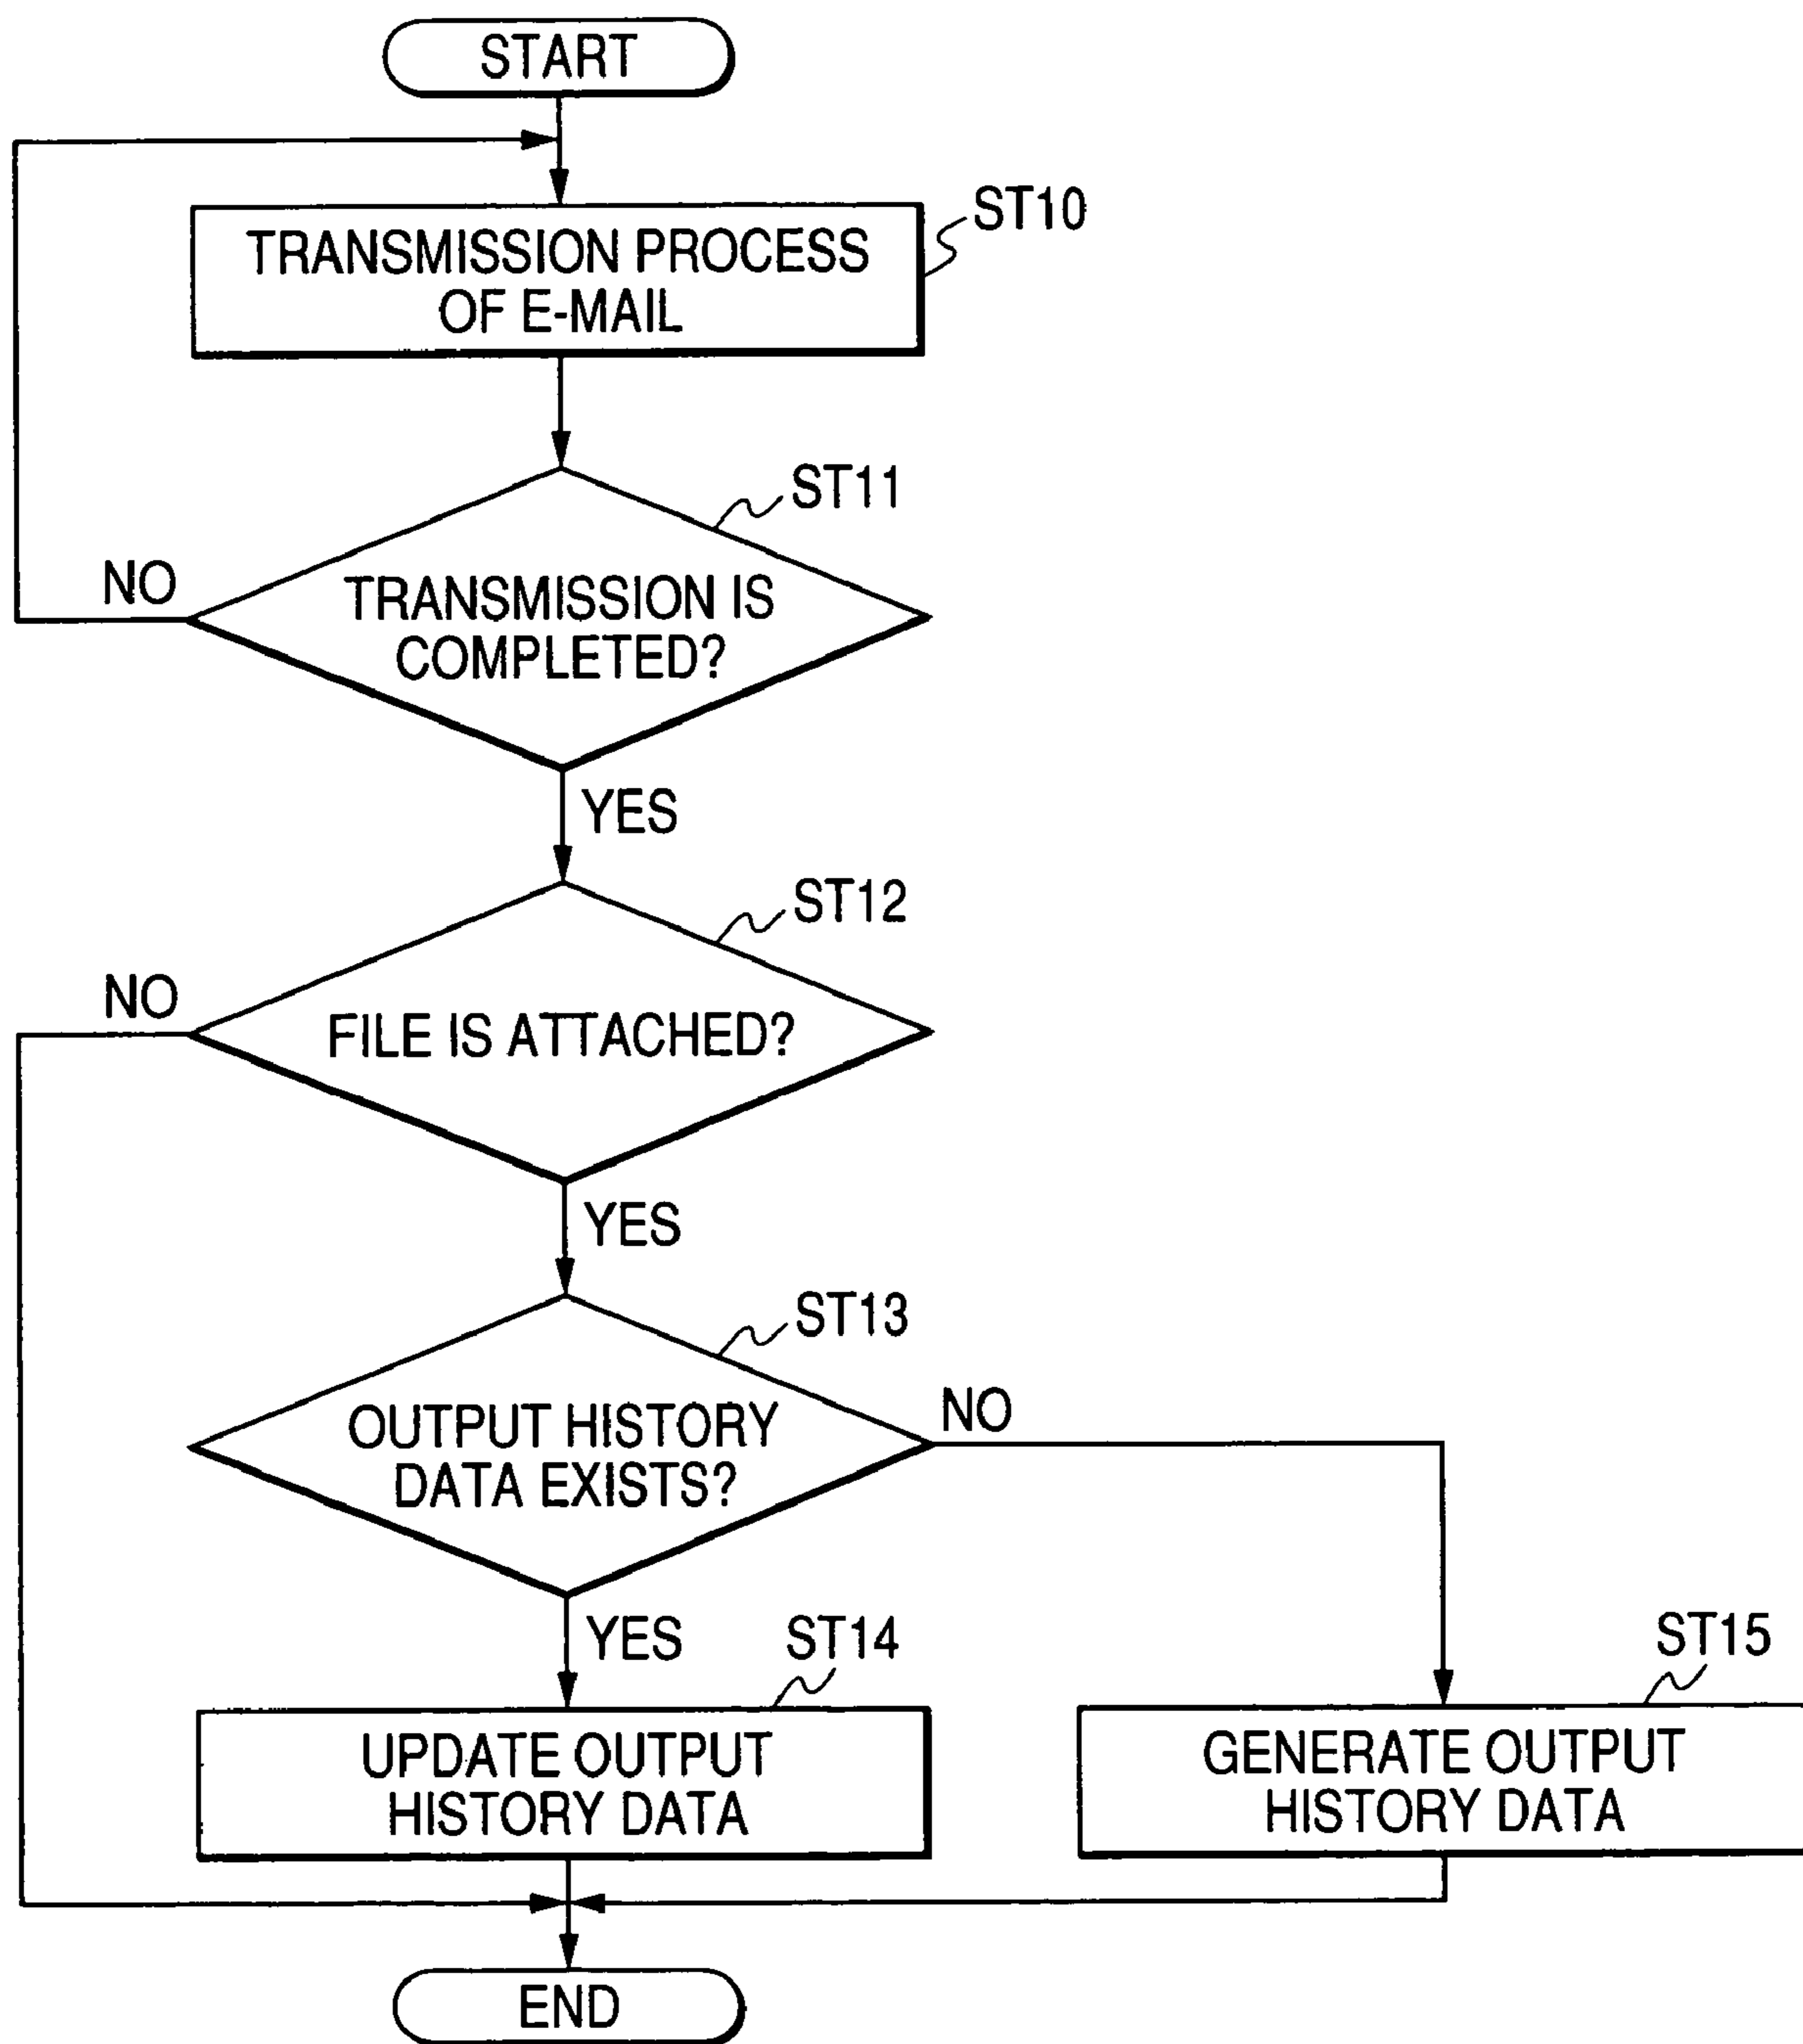 START
ST10
TRANSMISSION PROCESS
OF E-MAIL
ST11
NO
TRANSMISSION IS
COMPLETED?
YES
ST12
NO
FILE IS ATTACHED?
YES
ST13
NO
OUTPUT HISTORY
DATA EXISTS?
YES
ST14
ST15
UPDATE OUTPUT
HISTORY DATA
GENERATE OUTPUT
HISTORY DATA
END